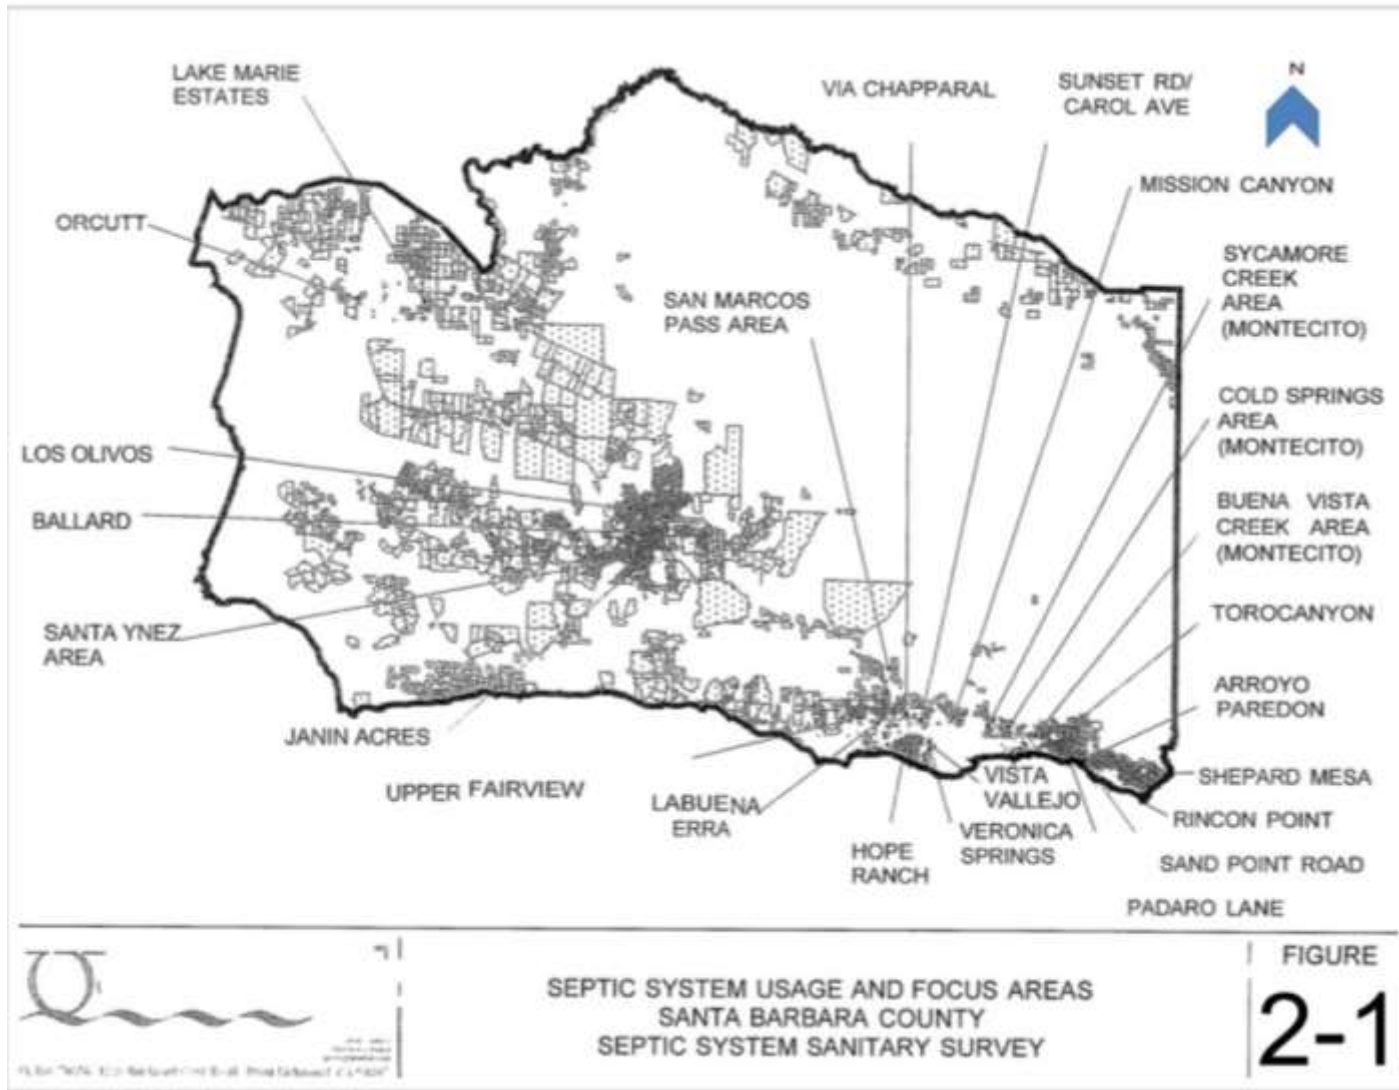 LAKE MARIE
ESTATES
VIA CHAPPARAL
SUNSET RD/
CAROL AVE
N
MISSION CANYON
ORCUTT
SYCAMORE
CREEK
AREA
(MONTECITO)
SAN MARCOS
PASS AREA
COLD SPRINGS
AREA
(MONTECITO)
LOS OLIVOS
BALLARD
BUENA VISTA
CREEK AREA
(MONTECITO)
SANTA YNEZ
AREA
TOROCANYON
ARROYO
PAREDON
JANIN ACRES
UPPER FAIRVIEW
LABUENA
ERRA
VISTA
VALLEJO
SHEPARD MESA
RINCON POINT
HOPE
RANCH
VERONICA
SPRINGS
SAND POINT ROAD
PADARO LANE
SEPTIC SYSTEM USAGE AND FOCUS AREAS
SANTA BARBARA COUNTY
SEPTIC SYSTEM SANITARY SURVEY
FIGURE
2-1